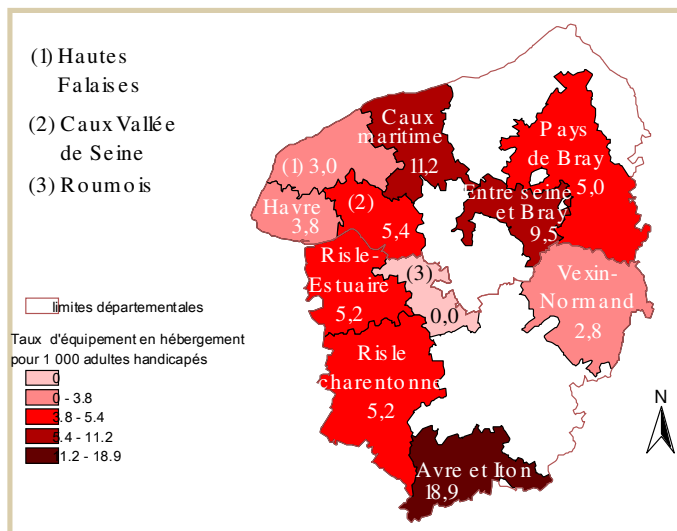 (1) Hautes
Falaises
(2) Caux Vallée
de Seine
(3) Roumois
Caux
maritime
11,2
Pays
de Bray
5,0
(1) 3,0
Havre
3,8
(2)
5,4
Entre seine
et Bray
9,5
Risle-
Estuaire
5,2
(3)
0,0
Vexin-
Normand
2,8
Risle
charentonne
5,2
Avre et Iton
18,9
limites départementales
Taux d'équipement en hébergement
pour 1 000 adultes handicapés
0
0 - 3.8
3.8 - 5.4
5.4 - 11.2
11.2 - 18.9
N